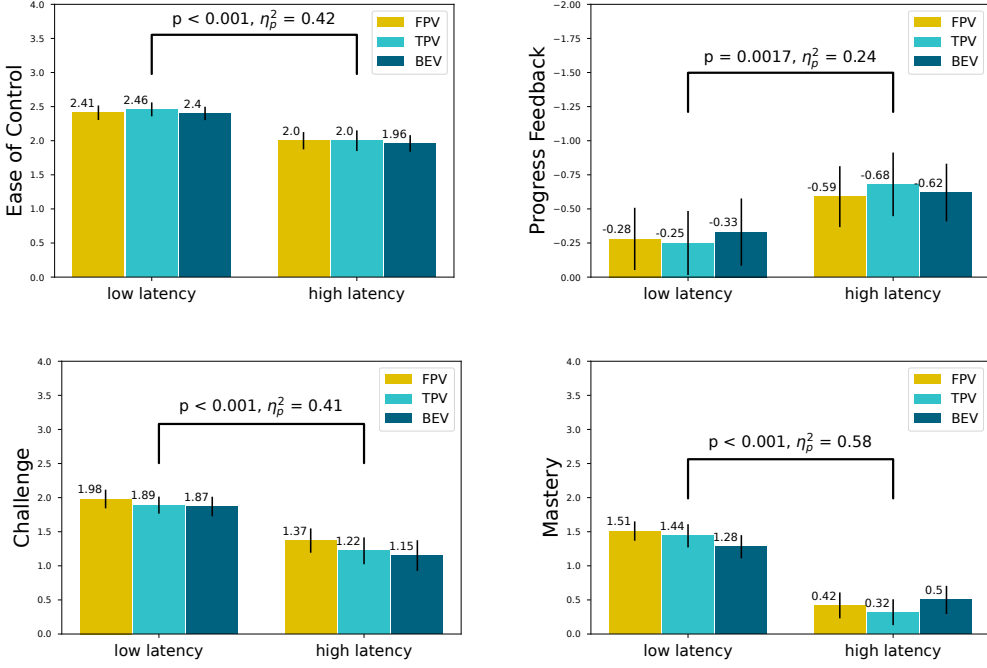 Ease of Control
4.0
3.5
3.0
2.5
2.0
1.5
1.0
0.5
0.0
p < 0.001, η_p^2 = 0.42
FPV
TPV
BEV
2.41
2.46
2.4
2.0
2.0
1.96
low latency
high latency
Progress Feedback
−2.00
−1.75
−1.50
−1.25
−1.00
−0.75
−0.50
−0.25
−0.00
p = 0.0017, η_p^2 = 0.24
FPV
TPV
BEV
-0.28
-0.25
-0.33
-0.59
-0.68
-0.62
low latency
high latency
Challenge
4.0
3.5
3.0
2.5
2.0
1.5
1.0
0.5
0.0
p < 0.001, η_p^2 = 0.41
FPV
TPV
BEV
1.98
1.89
1.87
1.37
1.22
1.15
low latency
high latency
Mastery
4.0
3.5
3.0
2.5
2.0
1.5
1.0
0.5
0.0
p < 0.001, η_p^2 = 0.58
FPV
TPV
BEV
1.51
1.44
1.28
0.42
0.32
0.5
low latency
high latency